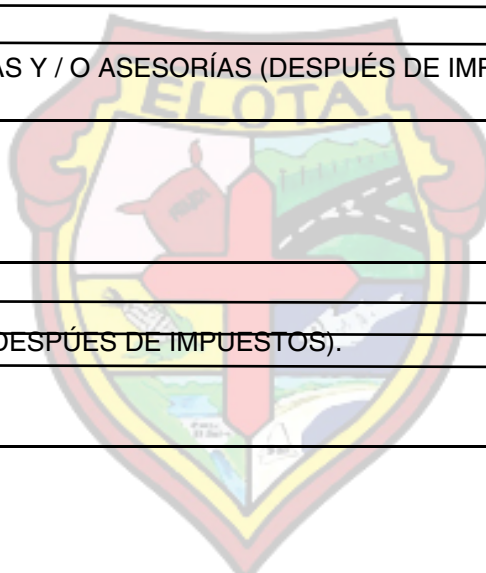 AS Y / O ASESORÍAS (DESPUÉS DE IMP
ELOTA
DESPÚES DE IMPUESTOS).